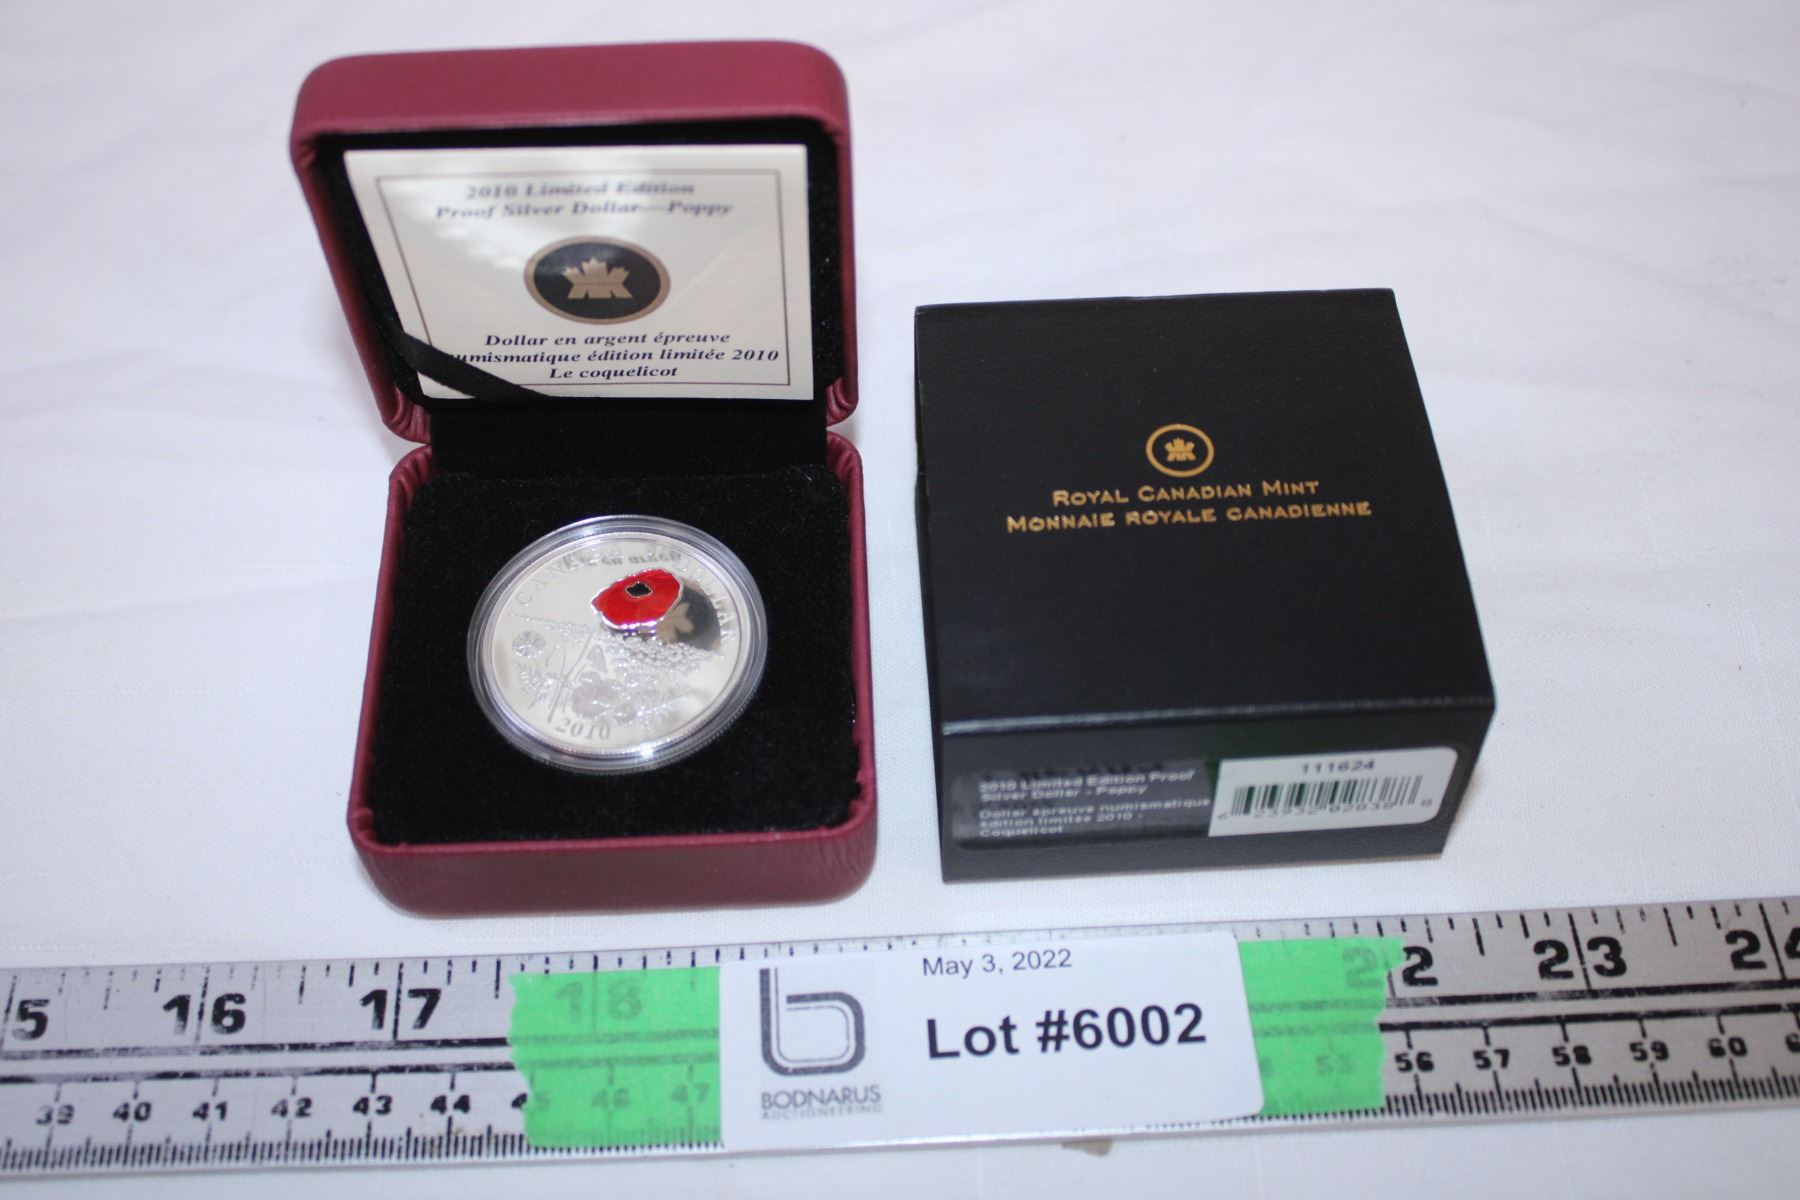 2010 Limited Edition
Proof Silver Dollar—Poppy
Dollar en argent épreuve
numismatique édition limitée 2010
Le coquelicot
CANADA DOLLAR
2010
ROYAL CANADIAN MINT
MONNAIE ROYALE CANADIENNE
2010 Limited Edition Proof
Silver Dollar - Poppy
Dollar épreuve numismatique
édition limitée 2010 -
Coquelicot
111624
May 3, 2022
Lot #6002
BODNARUS
AUCTIONEERING
5 16 17 18 22 23 24
39 40 41 42 43 44 45 46 47 55 56 57 58 59 60